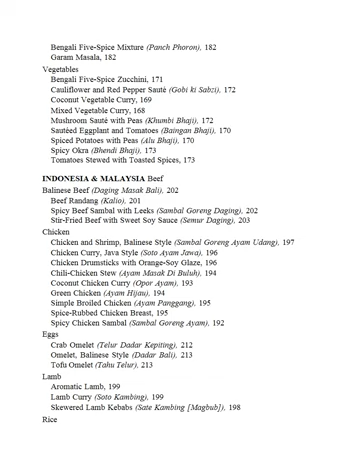 Bengali Five-Spice Mixture (Panch Phoron), 182
Garam Masala, 182
Vegetables
Bengali Five-Spice Zucchini, 171
Cauliflower and Red Pepper Sauté (Gobi ki Sabzi), 172
Coconut Vegetable Curry, 169
Mixed Vegetable Curry, 168
Mushroom Sauté with Peas (Khumbi Bhaji), 172
Sautéed Eggplant and Tomatoes (Baingan Bhaji), 170
Spiced Potatoes with Peas (Alu Bhaji), 170
Spicy Okra (Bhendi Bhaji), 173
Tomatoes Stewed with Toasted Spices, 173
INDONESIA & MALAYSIA Beef
Balinese Beef (Daging Masak Bali), 202
Beef Randang (Kalio), 201
Spicy Beef Sambal with Leeks (Sambal Goreng Daging), 202
Stir-Fried Beef with Sweet Soy Sauce (Semur Daging), 203
Chicken
Chicken and Shrimp, Balinese Style (Sambal Goreng Ayam Udang), 197
Chicken Curry, Java Style (Soto Ayam Jawa), 196
Chicken Drumsticks with Orange-Soy Glaze, 196
Chili-Chicken Stew (Ayam Masak Di Buluh), 194
Coconut Chicken Curry (Opor Ayam), 193
Green Chicken (Ayam Hijau), 194
Simple Broiled Chicken (Ayam Panggang), 195
Spice-Rubbed Chicken Breast, 195
Spicy Chicken Sambal (Sambal Goreng Ayam), 192
Eggs
Crab Omelet (Telur Dadar Kepiting), 212
Omelet, Balinese Style (Dadar Bali), 213
Tofu Omelet (Tahu Telur), 213
Lamb
Aromatic Lamb, 199
Lamb Curry (Soto Kambing), 199
Skewered Lamb Kebabs (Sate Kambing [Magbub]), 198
Rice